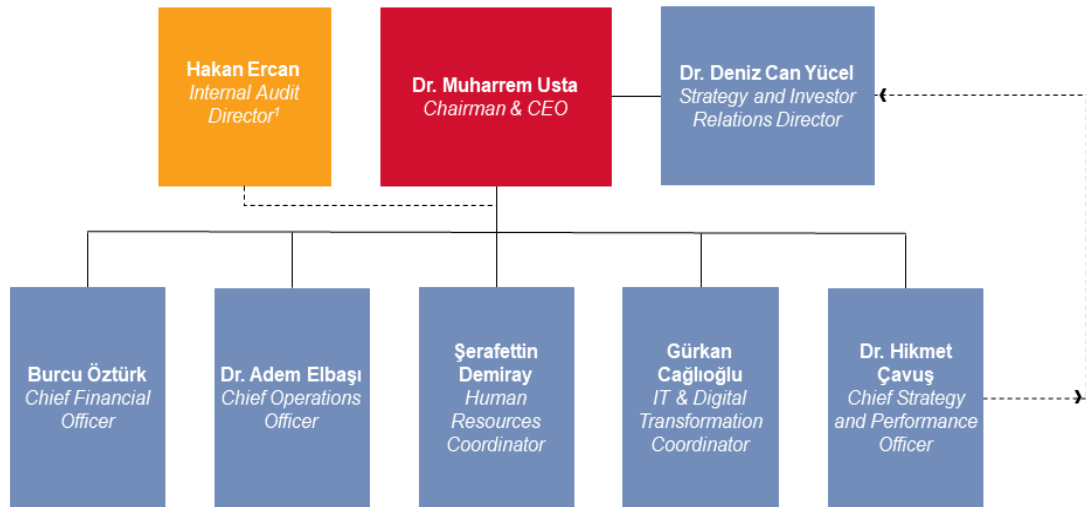 Hakan Ercan
Internal Audit
Director¹
Dr. Muharrem Usta
Chairman & CEO
Dr. Deniz Can Yücel
Strategy and Investor
Relations Director
Burcu Öztürk
Chief Financial
Officer
Dr. Adem Elbaşı
Chief Operations
Officer
Şerafettin
Demiray
Human
Resources
Coordinator
Gürkan
Cağlıoğlu
IT & Digital
Transformation
Coordinator
Dr. Hikmet
Çavuş
Chief Strategy
and Performance
Officer